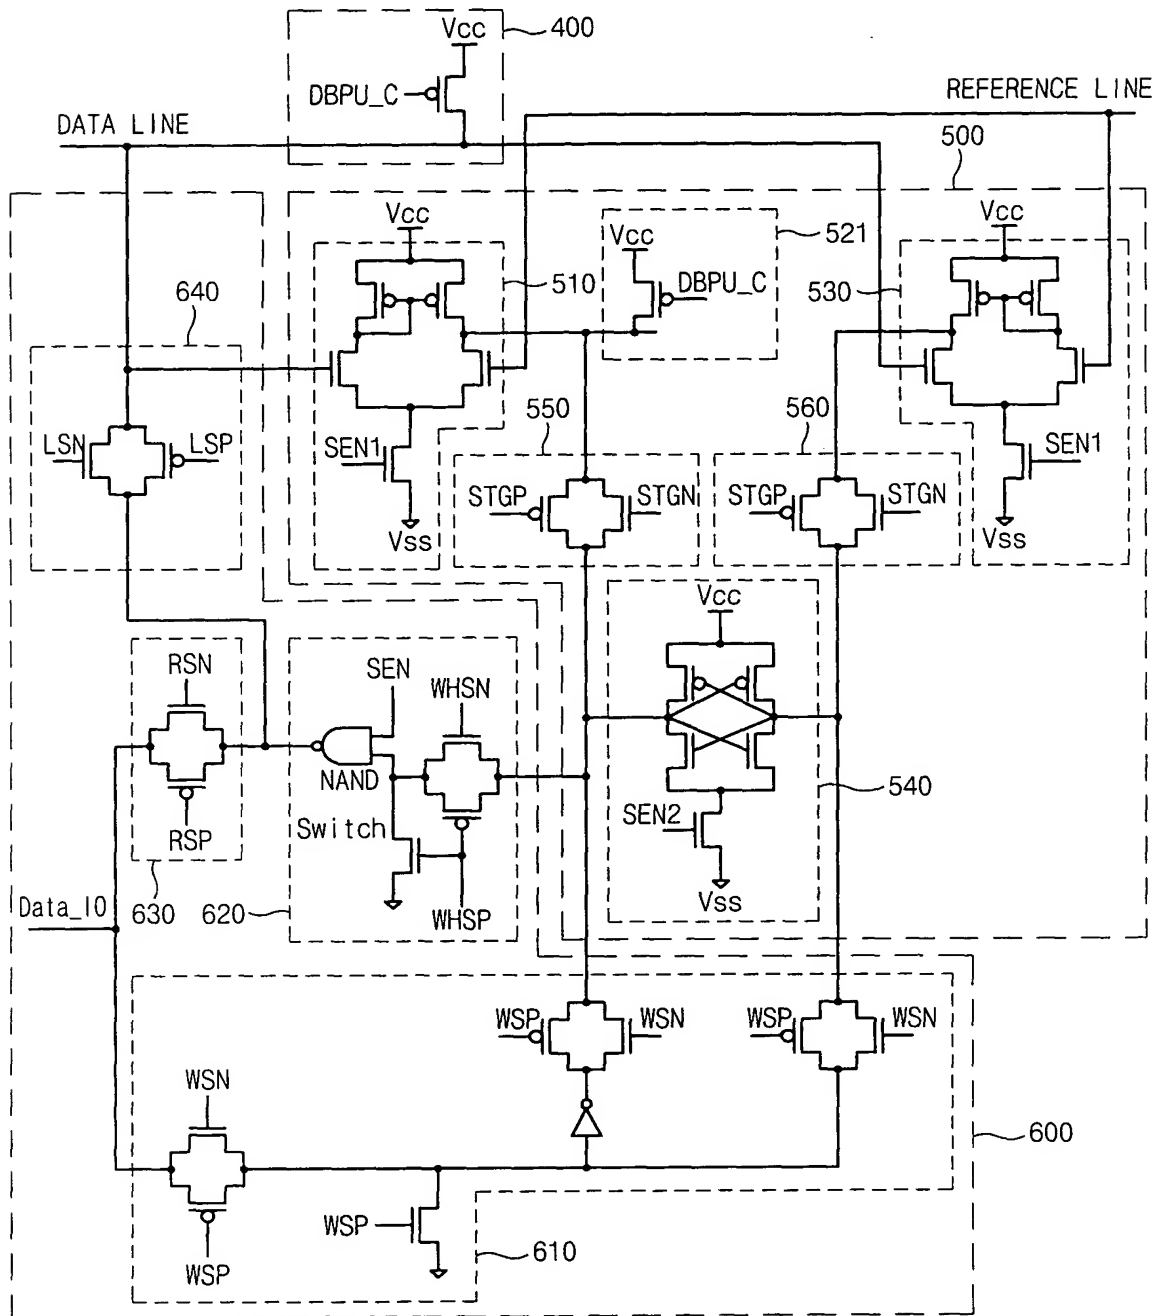 Vcc
400
DBPU_C
REFERENCE LINE
DATA LINE
500
Vcc
Vcc
521
Vcc
510
DBPU_C
530
640
550
560
LSN
LSP
SEN1
SEN1
STGP
STGN
STGP
STGN
Vss
Vss
Vcc
RSN
SEN
WHSN
NAND
540
Switch
SEN2
RSP
Vss
Data_IO
630
620
WHSP
WSP
WSN
WSP
WSN
WSN
600
WSP
WSP
610